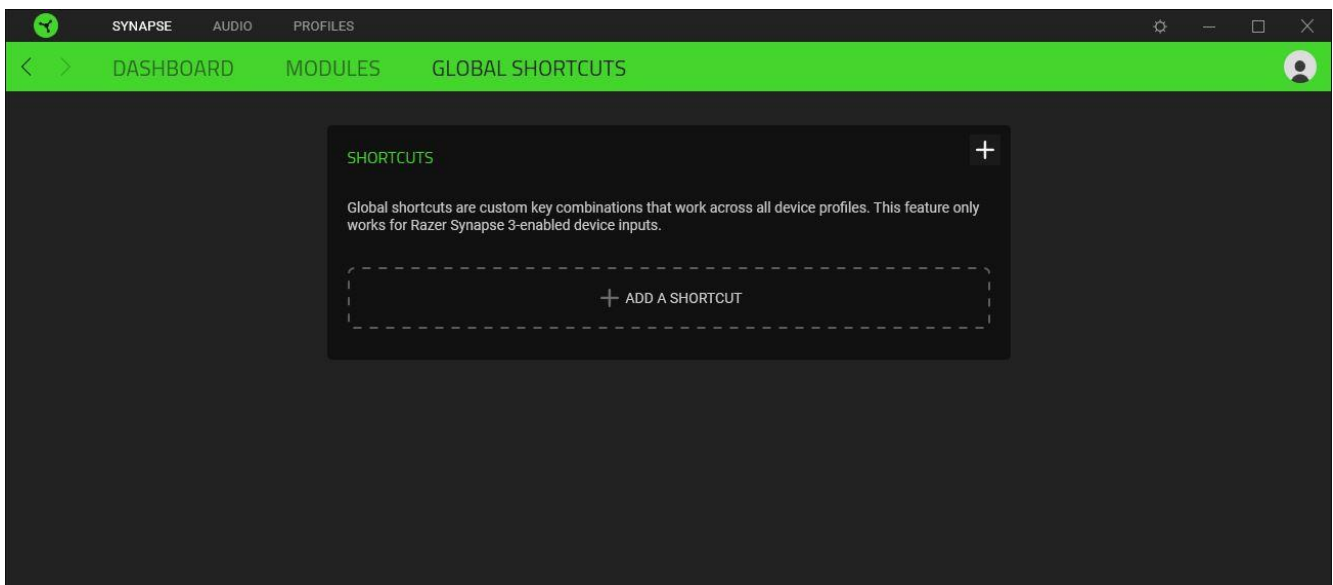 SYNAPSE AUDIO PROFILES
DASHBOARD MODULES GLOBAL SHORTCUTS
SHORTCUTS
Global shortcuts are custom key combinations that work across all device profiles. This feature only
works for Razer Synapse 3-enabled device inputs.
ADD A SHORTCUT